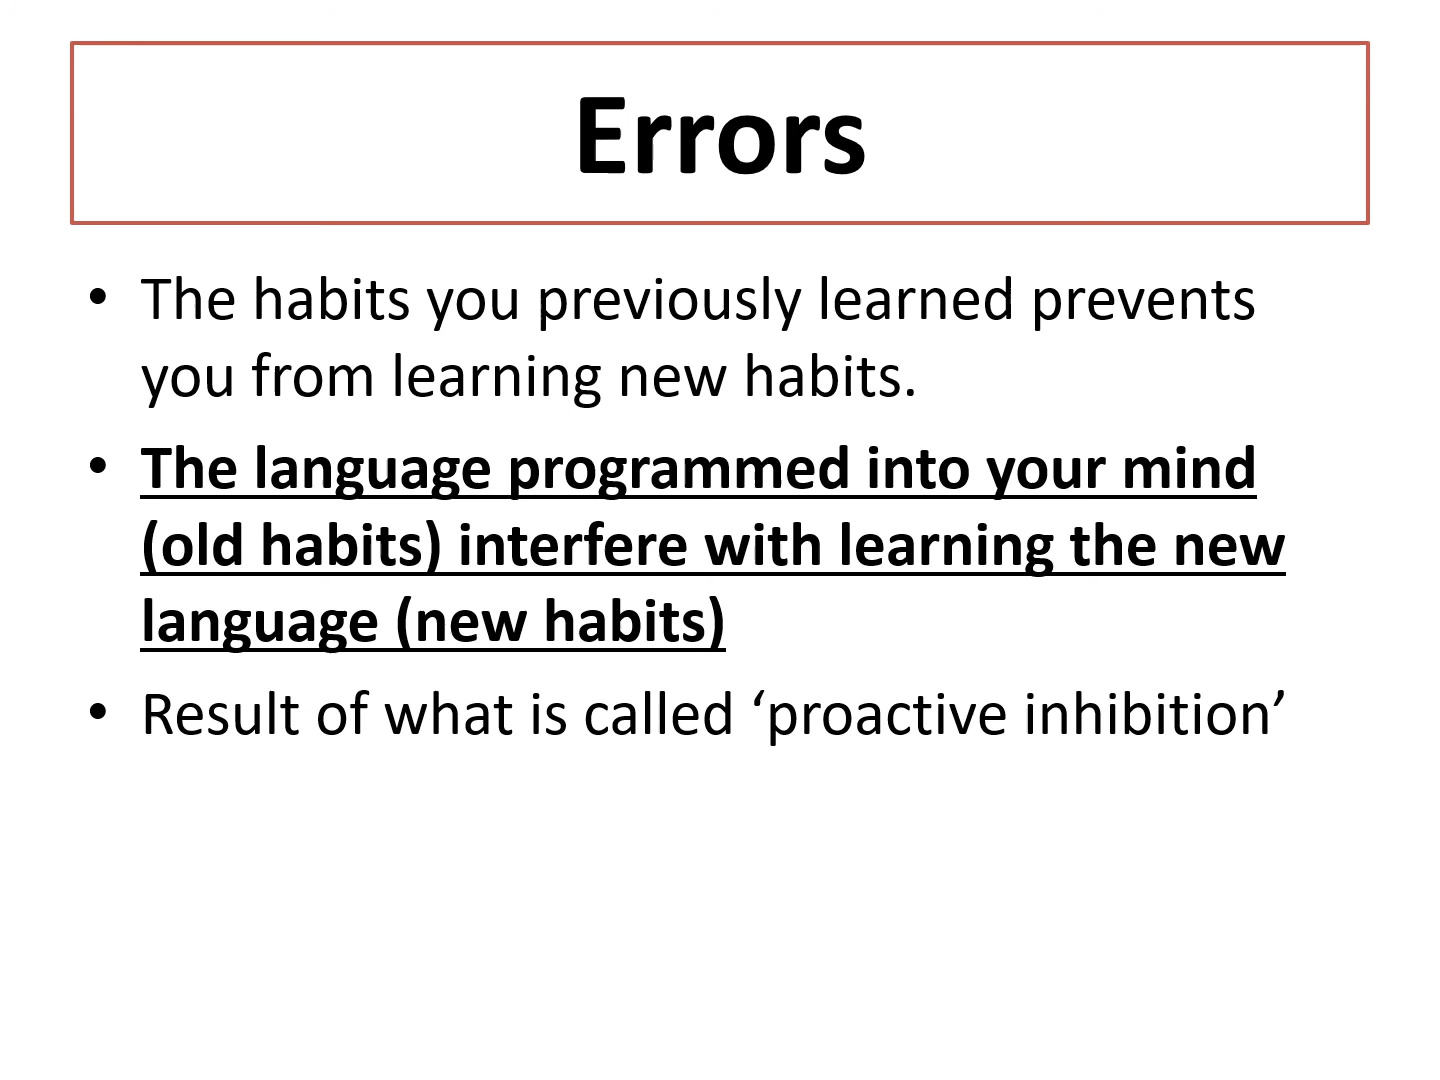 Errors
• The habits you previously learned prevents
you from learning new habits.
• The language programmed into your mind
(old habits) interfere with learning the new
language (new habits)
• Result of what is called ‘proactive inhibition’